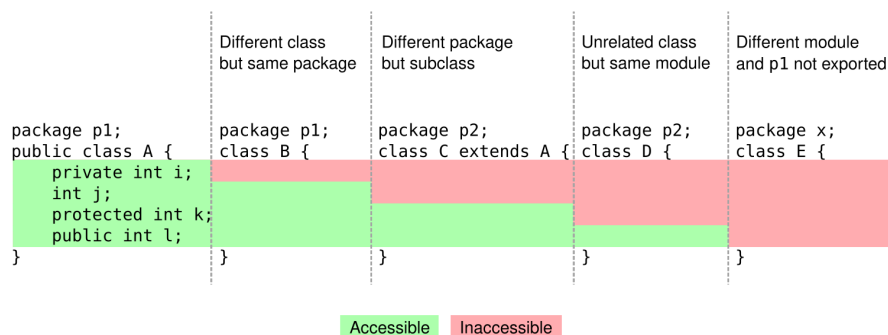 Different class
but same package
Different package
but subclass
Unrelated class
but same module
Different module
and p1 not exported
package p1;
public class A {
    private int i;
    int j;
    protected int k;
    public int l;
}
package p1;
class B {
}
package p2;
class C extends A {
}
package p2;
class D {
}
package x;
class E {
}
Accessible
Inaccessible